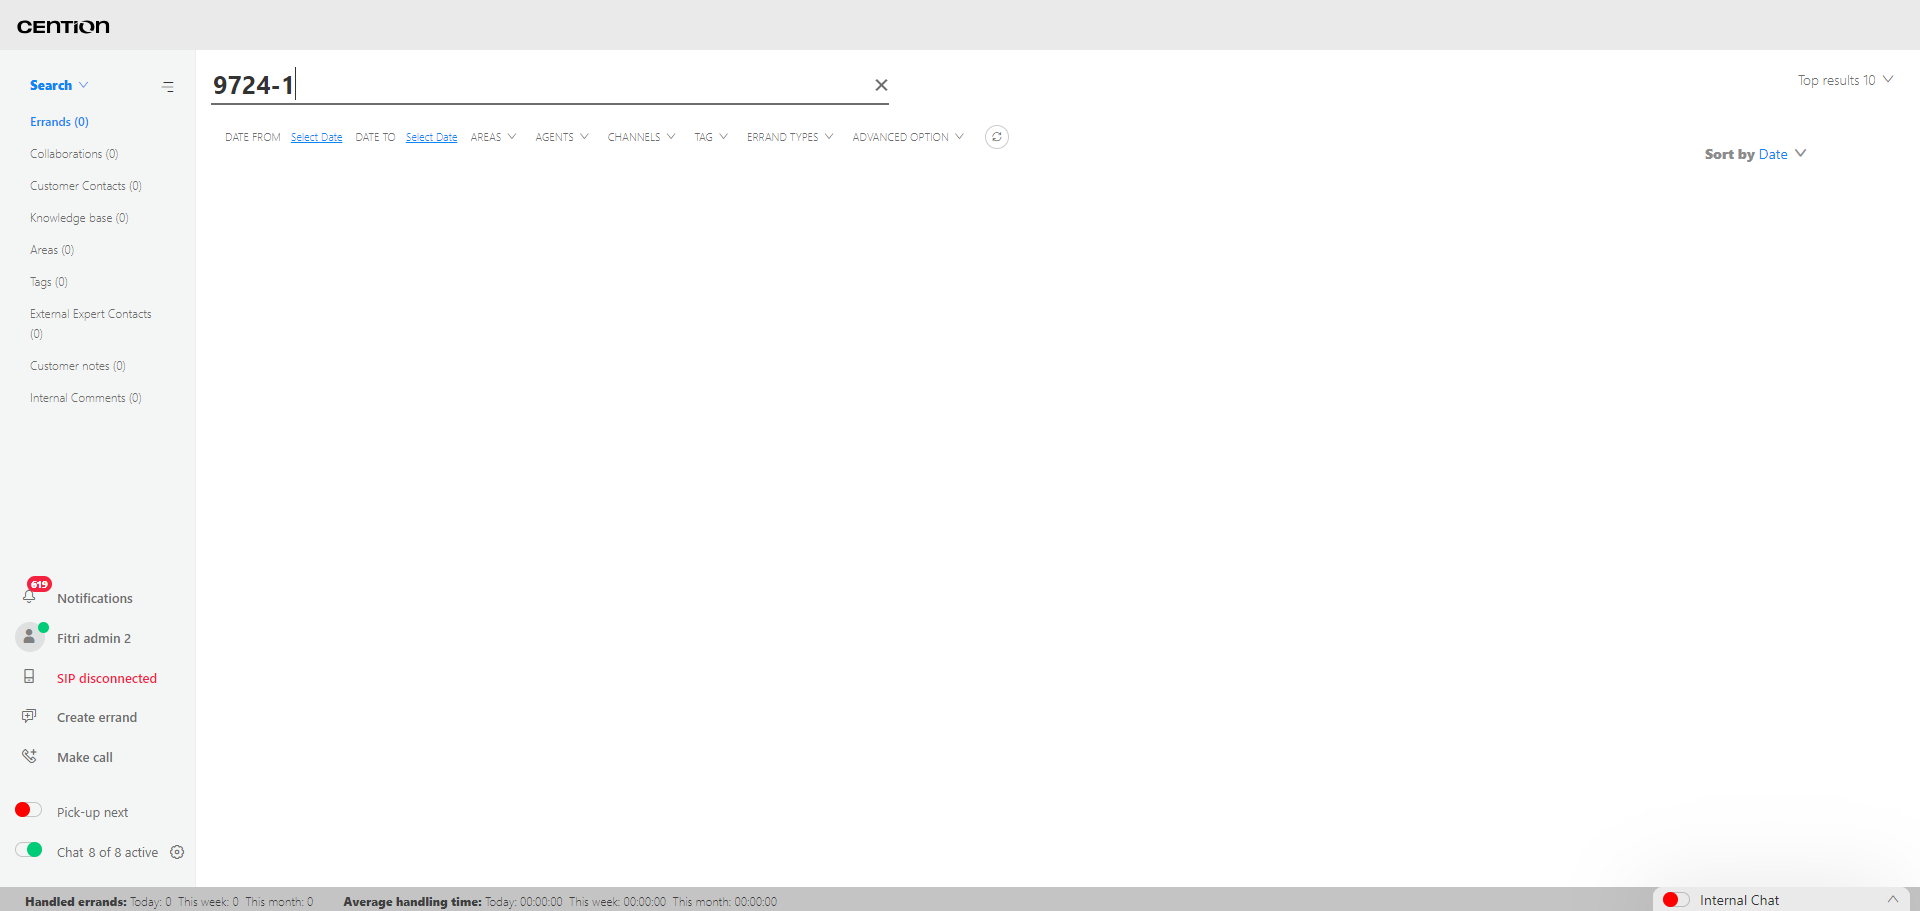 CENTION
Search
Errands (0)
Collaborations (0)
Customer Contacts (0)
Knowledge base (0)
Areas (0)
Tags (0)
External Expert Contacts
(0)
Customer notes (0)
Internal Comments (0)
619
Notifications
Fitri admin 2
SIP disconnected
Create errand
Make call
Pick-up next
Chat 8 of 8 active
9724-1
Top results 10
DATE FROM Select Date DATE TO Select Date AREAS AGENTS CHANNELS TAG ERRAND TYPES ADVANCED OPTION
Sort by Date
Handled errands: Today: 0 This week: 0 This month: 0 Average handling time: Today: 00:00:00 This week: 00:00:00 This month: 00:00:00
Internal Chat